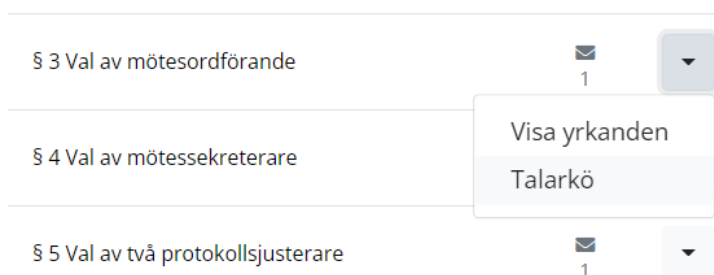 § 3 Val av mötesordförande
1
Visa yrkanden
§ 4 Val av mötessekreterare
Talarkö
§ 5 Val av två protokollsjusterare
1